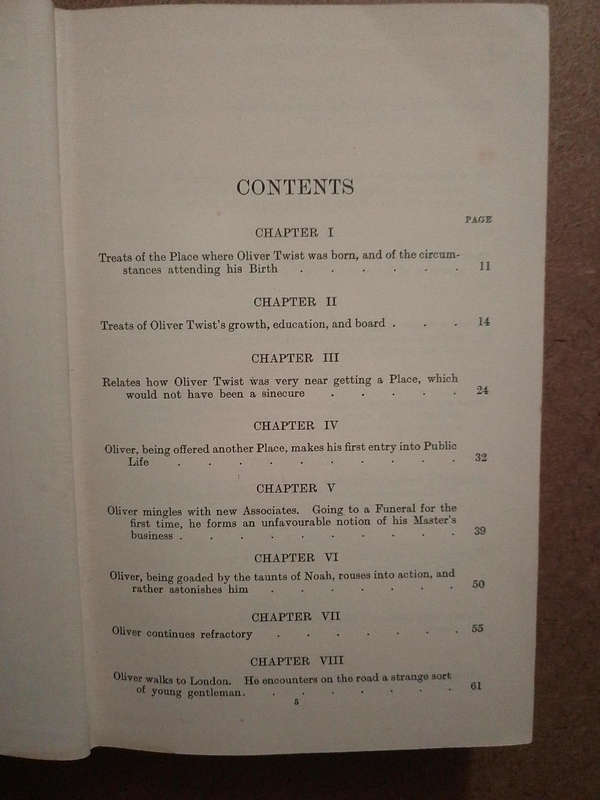 CONTENTS
PAGE
CHAPTER I
Treats of the Place where Oliver Twist was born, and of the circum-
stances attending his Birth . . . . . . 11
CHAPTER II
Treats of Oliver Twist's growth, education, and board . . . 14
CHAPTER III
Relates how Oliver Twist was very near getting a Place, which
would not have been a sinecure . . . . . 24
CHAPTER IV
Oliver, being offered another Place, makes his first entry into Public
Life . . . . . . . . . . 32
CHAPTER V
Oliver mingles with new Associates. Going to a Funeral for the
first time, he forms an unfavourable notion of his Master's
business . . . . . . . . . . 39
CHAPTER VI
Oliver, being goaded by the taunts of Noah, rouses into action, and
rather astonishes him . . . . . . . 50
CHAPTER VII
Oliver continues refractory . . . . . . . 55
CHAPTER VIII
Oliver walks to London. He encounters on the road a strange sort
of young gentleman . . . . . . . . 61
5